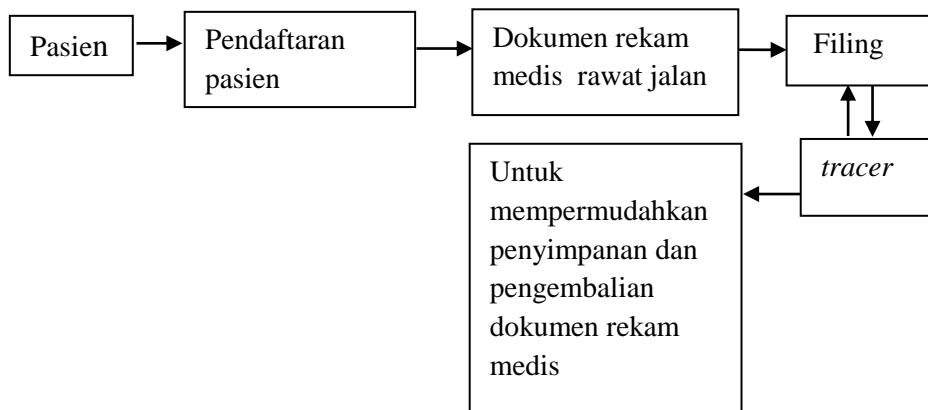 Pasien
Pendaftaran
pasien
Dokumen rekam
medis rawat jalan
Filing
tracer
Untuk
mempermudahkan
penyimpanan dan
pengembalian
dokumen rekam
medis